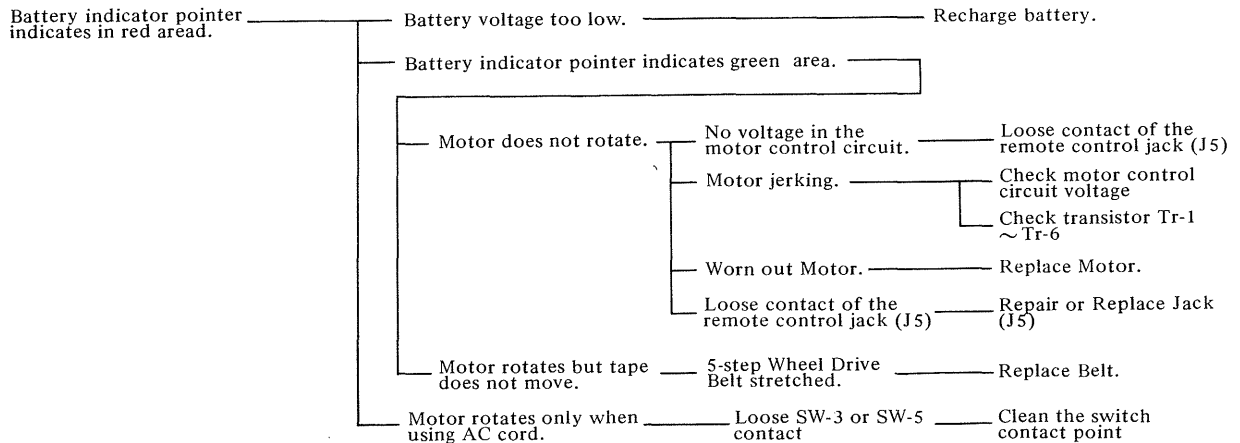 Battery indicator pointer
indicates in red aread.
Battery voltage too low.
Recharge battery.
Battery indicator pointer indicates green area.
Motor does not rotate.
No voltage in the
motor control circuit.
Loose contact of the
remote control jack (J5)
Motor jerking.
Check motor control
circuit voltage
Check transistor Tr-1
~ Tr-6
Worn out Motor.
Replace Motor.
Loose contact of the
remote control jack (J5)
Repair or Replace Jack
(J5)
Motor rotates but tape
does not move.
5-step Wheel Drive
Belt stretched.
Replace Belt.
Motor rotates only when
using AC cord.
Loose SW-3 or SW-5
contact
Clean the switch
contact point